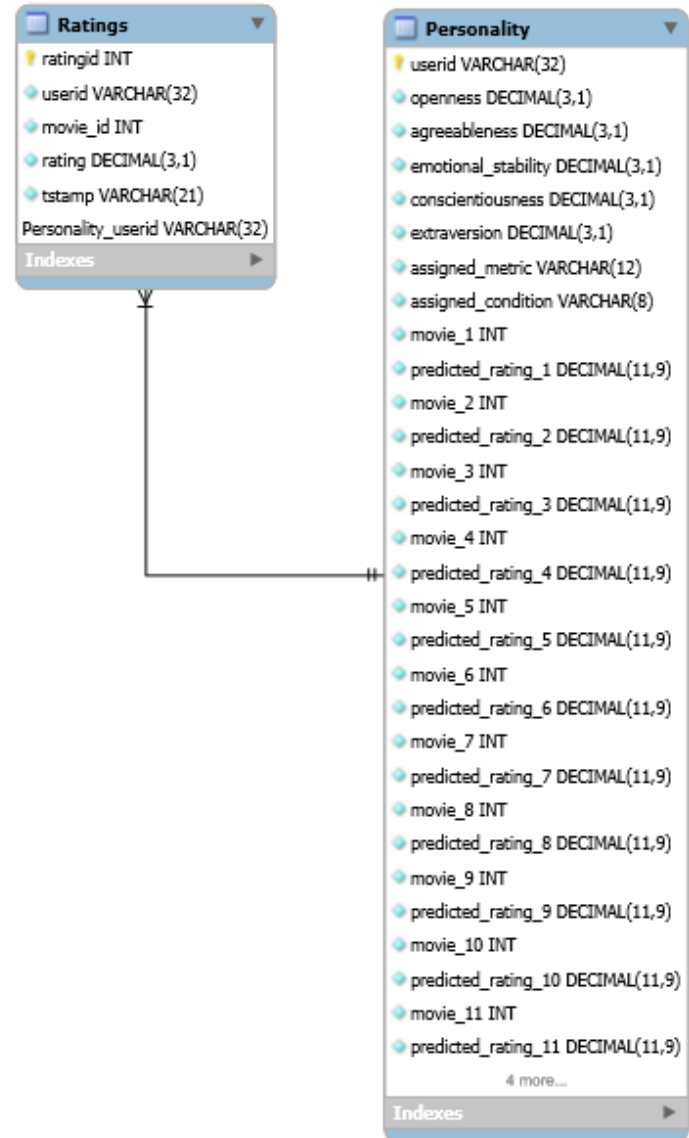 Ratings
ratingid INT
userid VARCHAR(32)
movie_id INT
rating DECIMAL(3,1)
tstamp VARCHAR(21)
Personality_userid VARCHAR(32)
Indexes
Personality
userid VARCHAR(32)
openness DECIMAL(3,1)
agreeableness DECIMAL(3,1)
emotional_stability DECIMAL(3,1)
conscientiousness DECIMAL(3,1)
extraversion DECIMAL(3,1)
assigned_metric VARCHAR(12)
assigned_condition VARCHAR(8)
movie_1 INT
predicted_rating_1 DECIMAL(11,9)
movie_2 INT
predicted_rating_2 DECIMAL(11,9)
movie_3 INT
predicted_rating_3 DECIMAL(11,9)
movie_4 INT
predicted_rating_4 DECIMAL(11,9)
movie_5 INT
predicted_rating_5 DECIMAL(11,9)
movie_6 INT
predicted_rating_6 DECIMAL(11,9)
movie_7 INT
predicted_rating_7 DECIMAL(11,9)
movie_8 INT
predicted_rating_8 DECIMAL(11,9)
movie_9 INT
predicted_rating_9 DECIMAL(11,9)
movie_10 INT
predicted_rating_10 DECIMAL(11,9)
movie_11 INT
predicted_rating_11 DECIMAL(11,9)
4 more...
Indexes